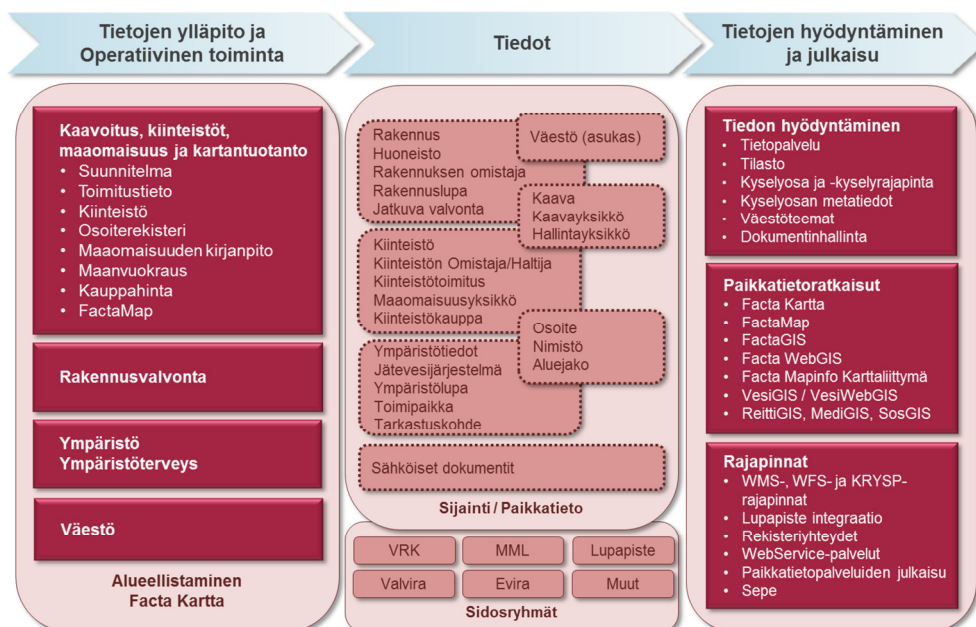 Tietojen ylläpito ja
Operatiivinen toiminta
Tiedot
Tietojen hyödyntäminen
ja julkaisu
Kaavoitus, kiinteistöt,
maaomaisuus ja kartantuotanto
• Suunnitelma
• Toimitustieto
• Kiinteistö
• Osoiterekisteri
• Maaomaisuuden kirjanpito
• Maanvuokraus
• Kauppahinta
• FactaMap
Rakennusvalvonta
Ympäristö
Ympäristöterveys
Väestö
Alueellistaminen
Facta Kartta
Rakennus
Huoneisto
Rakennuksen omistaja
Rakennuslupa
Jatkuva valvonta
Väestö (asukas)
Kaava
Kaavayksikkö
Hallintayksikkö
Kiinteistö
Kiinteistön Omistaja/Haltija
Kiinteistötoimitus
Maaomaisuusyksikkö
Kiinteistökauppa
Osoite
Nimistö
Aluejako
Ympäristötiedot
Jätevesijärjestelmä
Ympäristölupa
Toimipaikka
Tarkastuskohde
Sähköiset dokumentit
Sijainti / Paikkatieto
VRK
MML
Lupapiste
Valvira
Evira
Muut
Sidosryhmät
Tiedon hyödyntäminen
• Tietopalvelu
• Tilasto
• Kyselyosa ja -kyselyrajapinta
• Kyselyosan metatiedot
• Väestöteemat
• Dokumentinhallinta
Paikkatietoratkaisut
• Facta Kartta
• FactaMap
• FactaGIS
• Facta WebGIS
• Facta Mapinfo Karttaliittymä
• VesiGIS / VesiWebGIS
• ReittiGIS, MediGIS, SosGIS
Rajapinnat
• WMS-, WFS- ja KRYSP-
rajapinnat
• Lupapiste integraatio
• Rekisteriyhteydet
• WebService-palvelut
• Paikkatietopalveluiden julkaisu
• Sepe